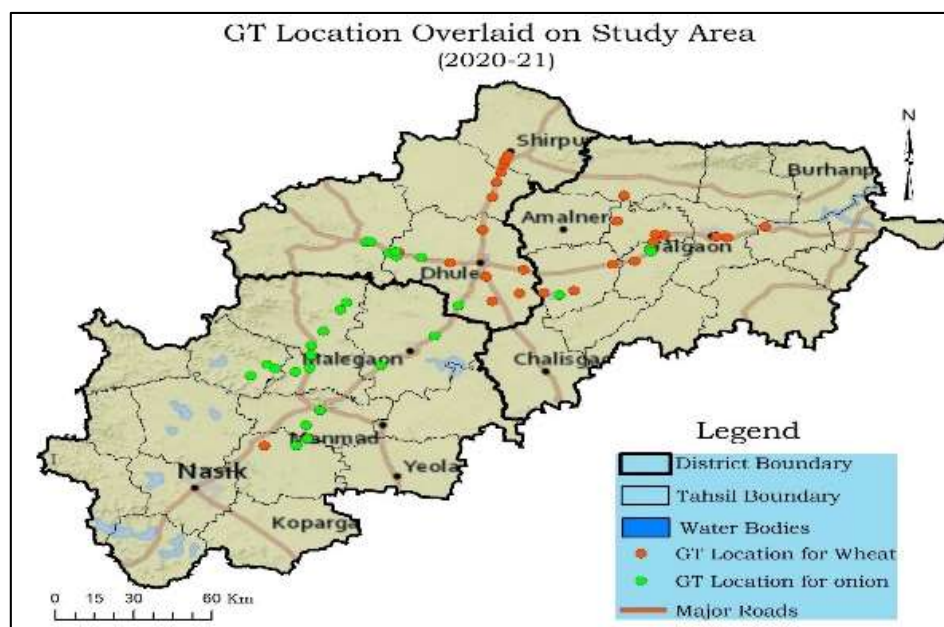 GT Location Overlaid on Study Area
(2020-21)
N
Shirpu
Burhanp
Amalner
Jalgaon
Dhule
Malegaon
Chalisga
Manmad
Nasik
Yeola
Koparga
Legend
District Boundary
Tahsil Boundary
Water Bodies
GT Location for Wheat
GT Location for onion
Major Roads
0 15 30 60 Km